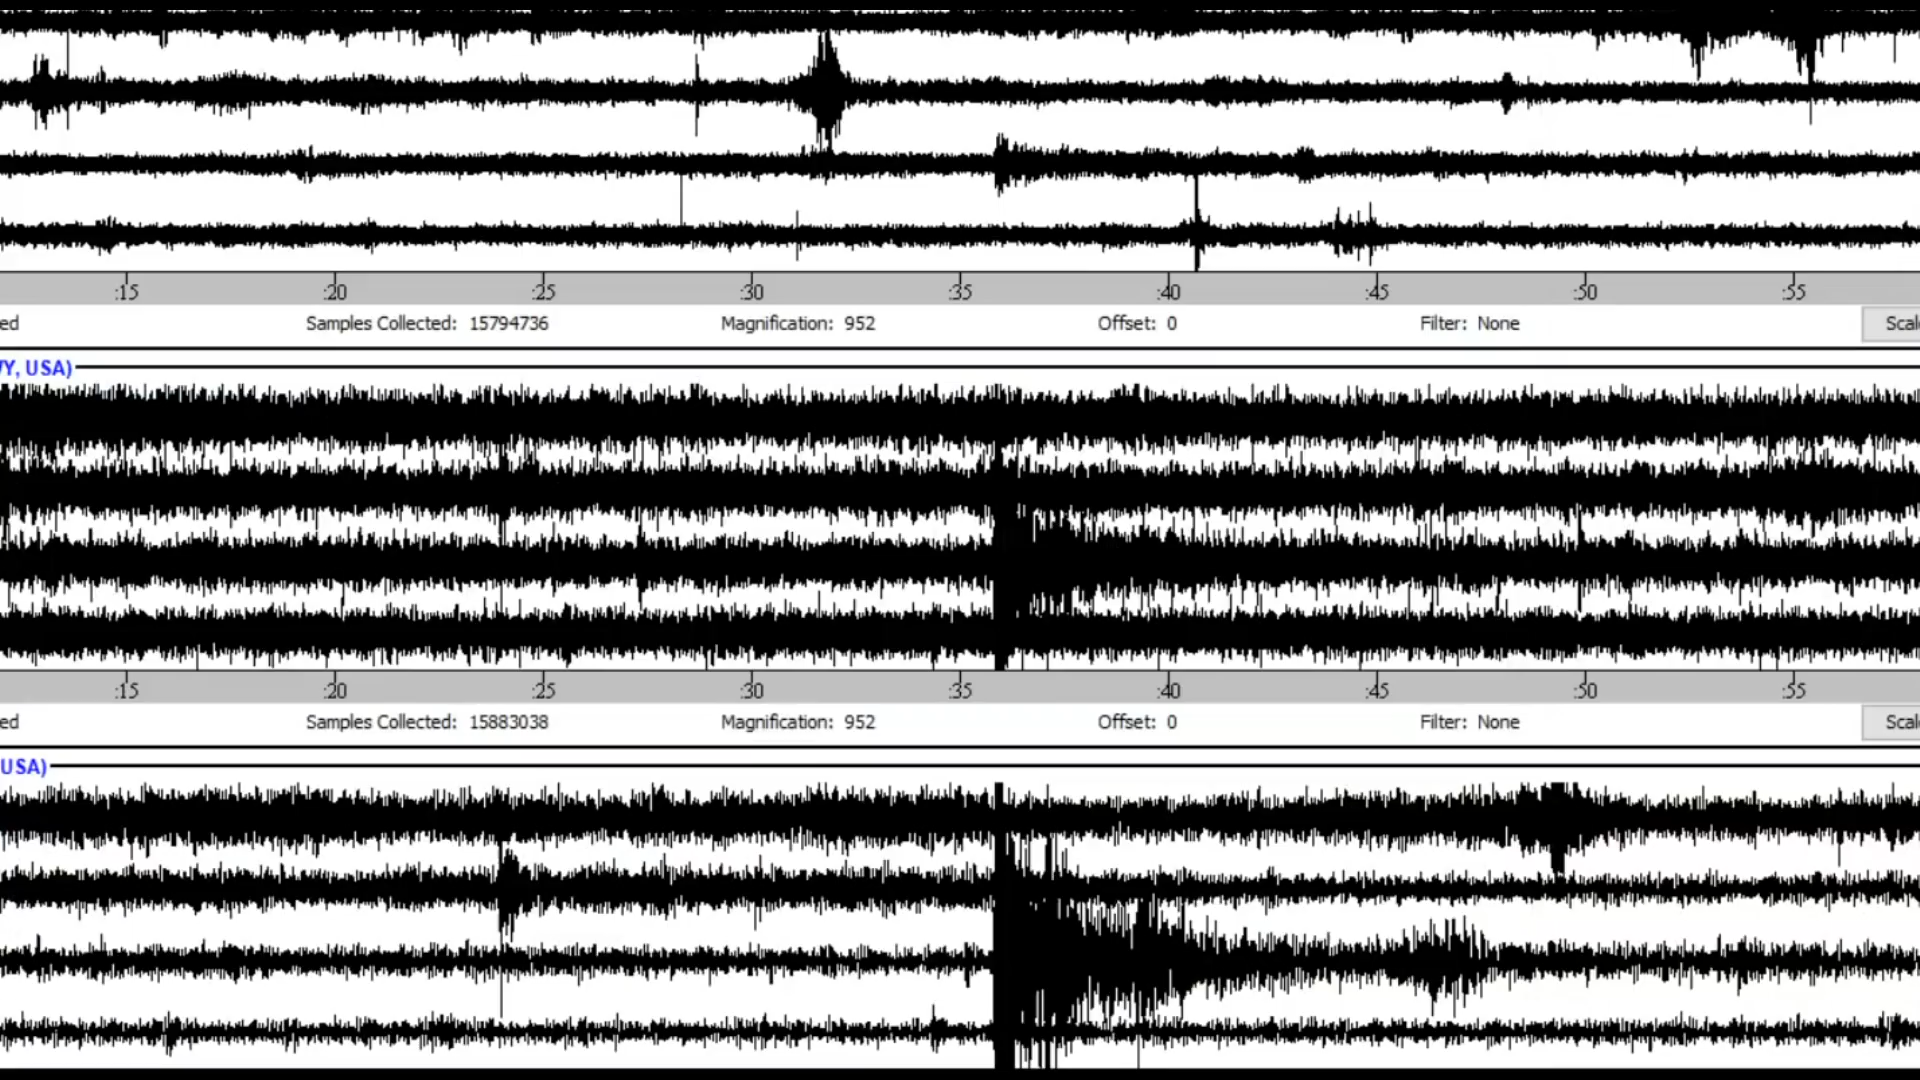 :15 :20 :25 :30 :35 :40 :45 :50 :55
ed Samples Collected: 15794736 Magnification: 952 Offset: 0 Filter: None Scal
Y, USA)
:15 :20 :25 :30 :35 :40 :45 :50 :55
ed Samples Collected: 15883038 Magnification: 952 Offset: 0 Filter: None Scal
USA)